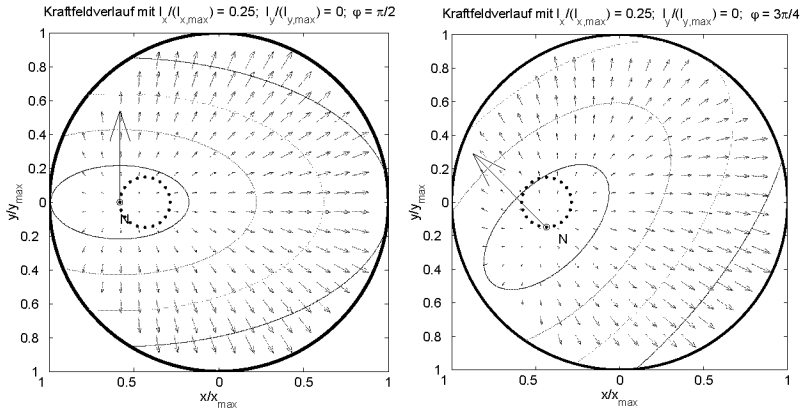 Kraftfeldverlauf mit I_x/(I_x,max) = 0.25; I_y/(I_y,max) = 0; φ = π/2
1
0.8
0.6
0.4
0.2
0
0.2
0.4
0.6
0.8
1
y/y_max
N
1 0.5 0 0.5 1
x/x_max
Kraftfeldverlauf mit I_x/(I_x,max) = 0.25; I_y/(I_y,max) = 0; φ = 3π/4
1
0.8
0.6
0.4
0.2
0
0.2
0.4
0.6
0.8
1
y/y_max
N
1 0.5 0 0.5 1
x/x_max